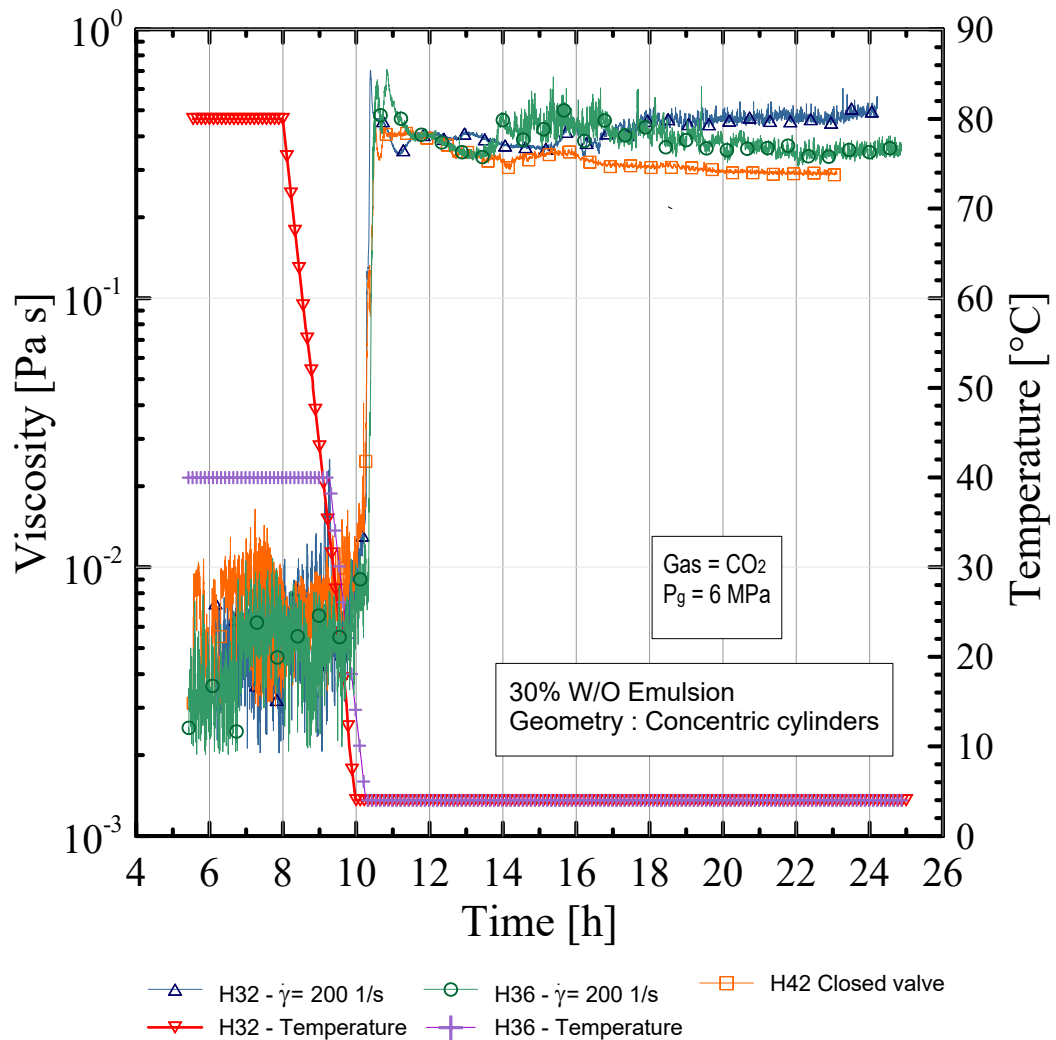 10⁰
10⁻¹
10⁻²
10⁻³
Viscosity [Pa s]
90
80
70
60
50
40
30
20
10
0
Temperature [°C]
Gas = CO₂
Pg = 6 MPa
30% W/O Emulsion
Geometry : Concentric cylinders
4 6 8 10 12 14 16 18 20 22 24 26
Time [h]
H32 - γ̇= 200 1/s
H36 - γ̇= 200 1/s
H42 Closed valve
H32 - Temperature
H36 - Temperature